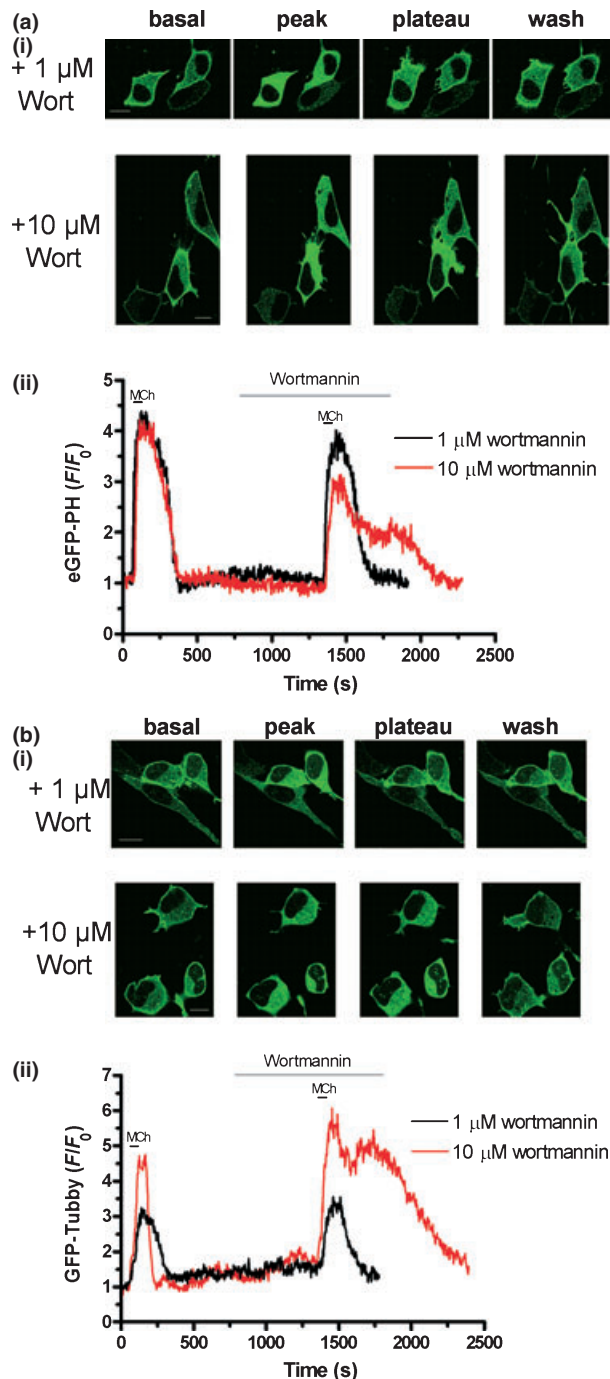 (a)
basal peak plateau wash
(i)
+ 1 µM
Wort
+10 µM
Wort
(ii)
Wortmannin
MCh
MCh
1 µM wortmannin
10 µM wortmannin
eGFP-PH (F/F0)
5
4
3
2
1
0
0 500 1000 1500 2000 2500
Time (s)
(b)
basal peak plateau wash
(i)
+ 1 µM
Wort
+10 µM
Wort
(ii)
Wortmannin
MCh
MCh
1 µM wortmannin
10 µM wortmannin
GFP-Tubby (F/F0)
7
6
5
4
3
2
1
0
0 500 1000 1500 2000 2500
Time (s)